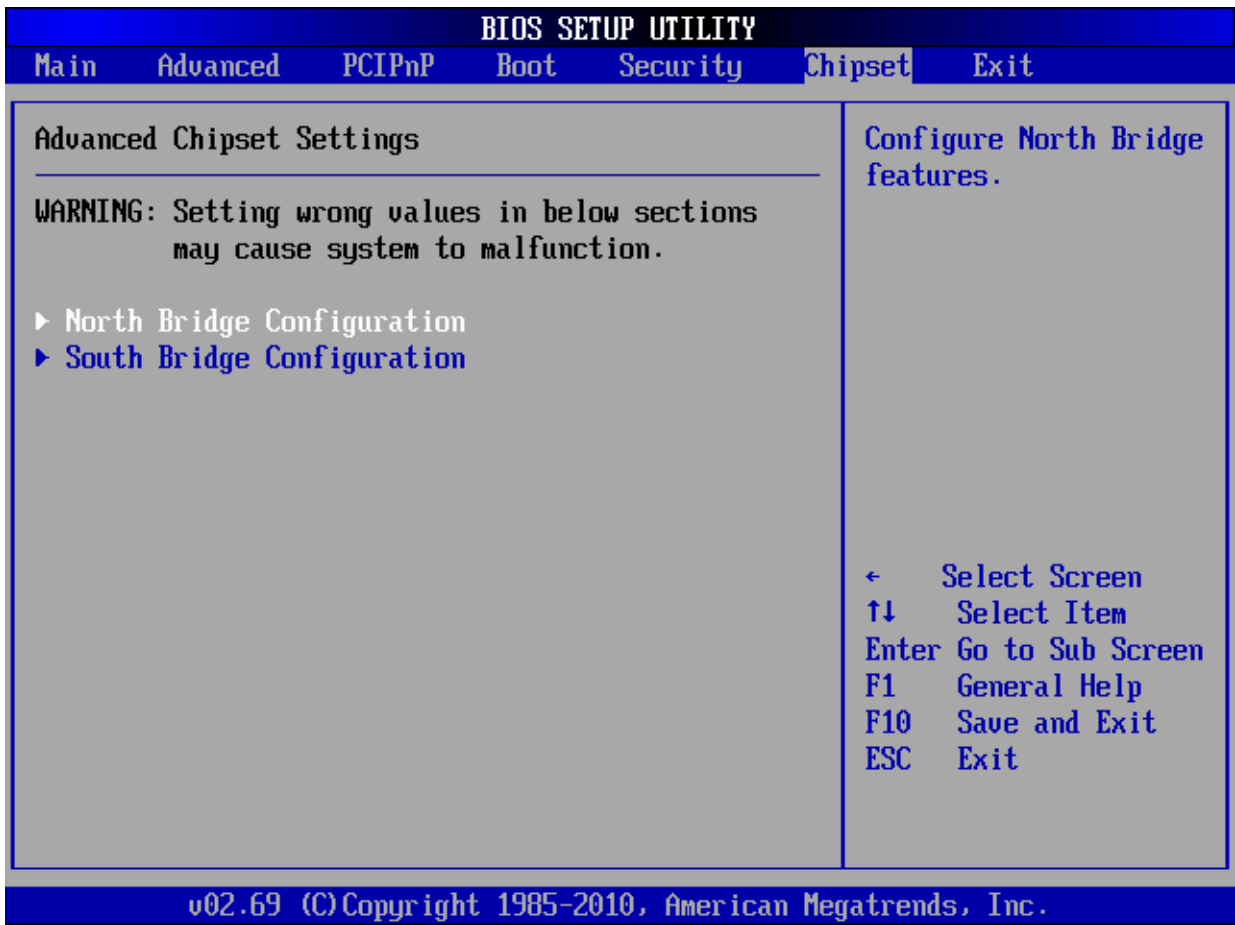 BIOS SETUP UTILITY
Main Advanced PCIPnP Boot Security Chipset Exit
Advanced Chipset Settings
WARNING: Setting wrong values in below sections
may cause system to malfunction.
▶ North Bridge Configuration
▶ South Bridge Configuration
Configure North Bridge
features.
← Select Screen
↑↓ Select Item
Enter Go to Sub Screen
F1 General Help
F10 Save and Exit
ESC Exit
v02.69 (C)Copyright 1985-2010, American Megatrends, Inc.